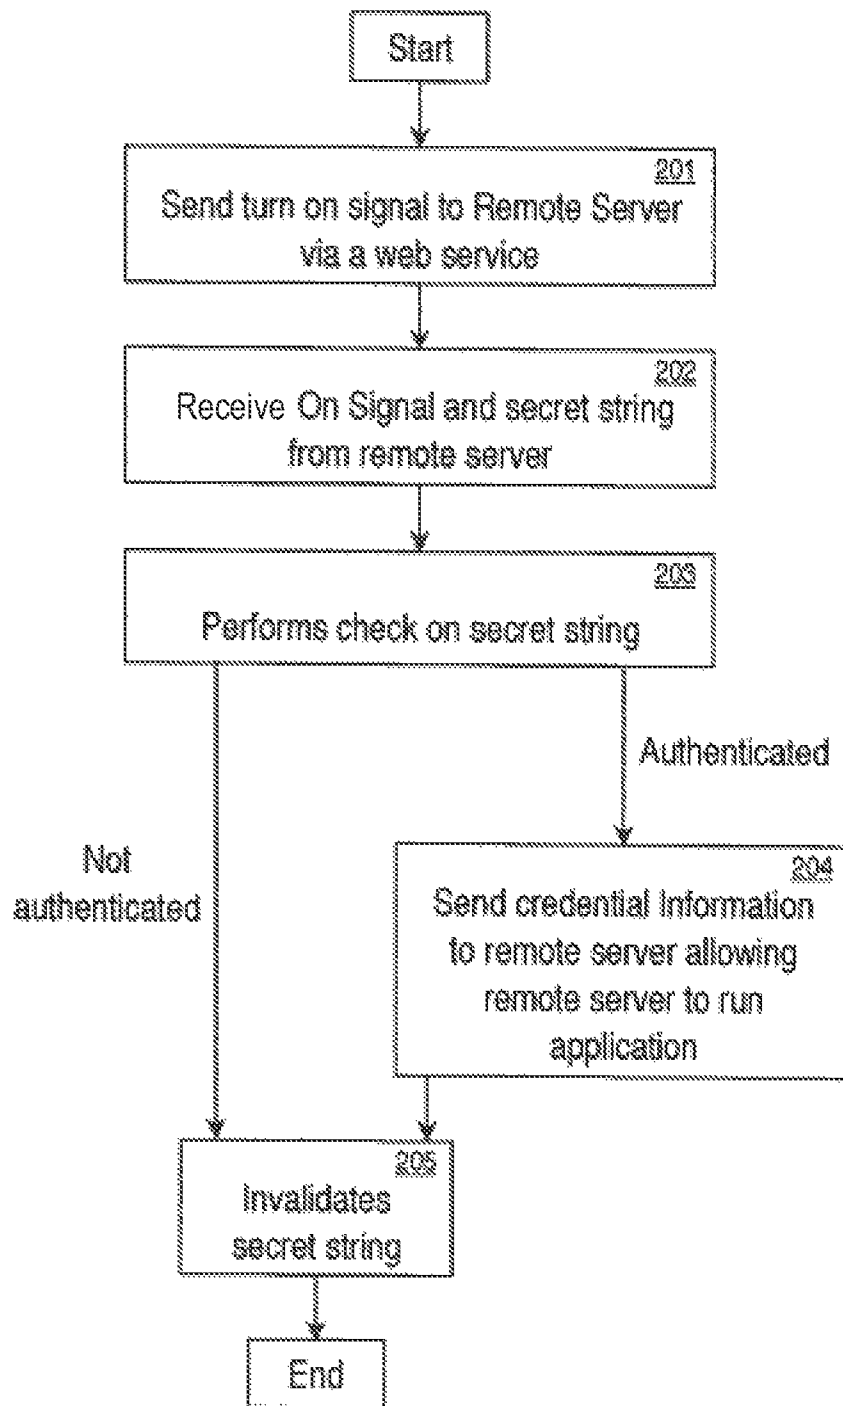 Start
201
Send turn on signal to Remote Server
via a web service
202
Receive On Signal and secret string
from remote server
203
Performs check on secret string
Authenticated
Not
authenticated
204
Send credential Information
to remote server allowing
remote server to run
application
205
Invalidates
secret string
End